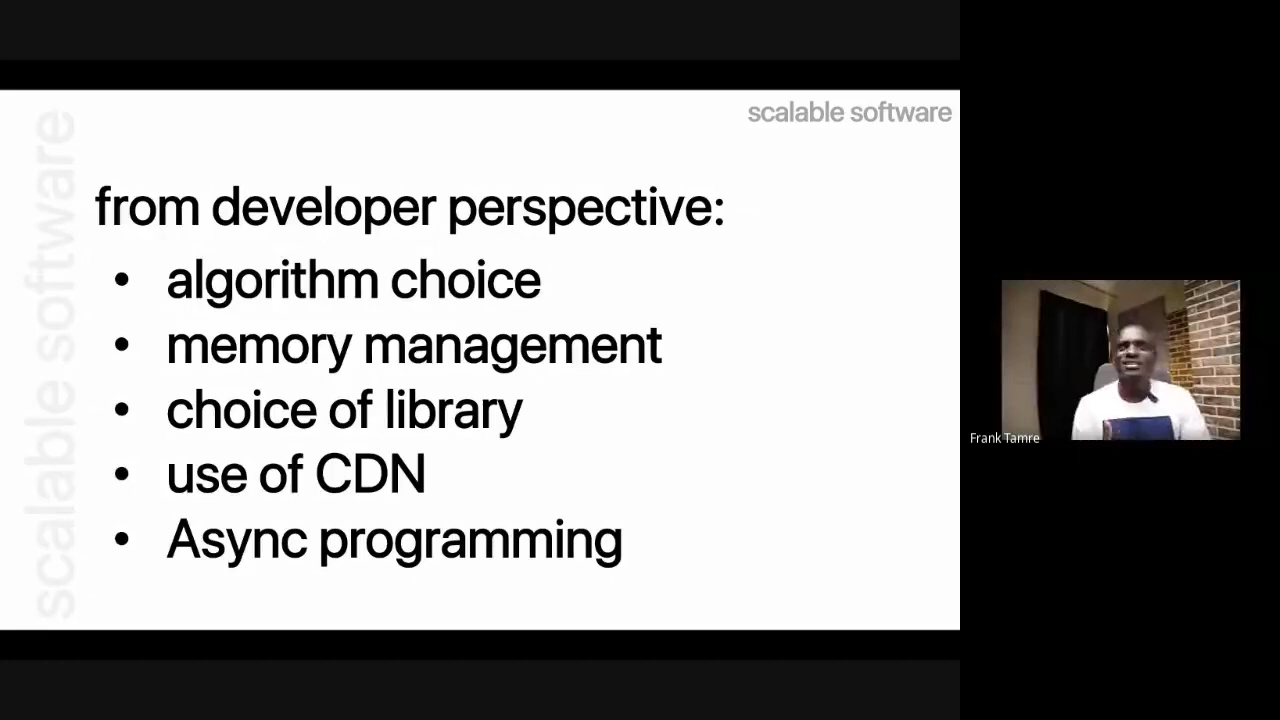 scalable software
scalable software
from developer perspective:
• algorithm choice
• memory management
• choice of library
• use of CDN
• Async programming
Frank Tamre